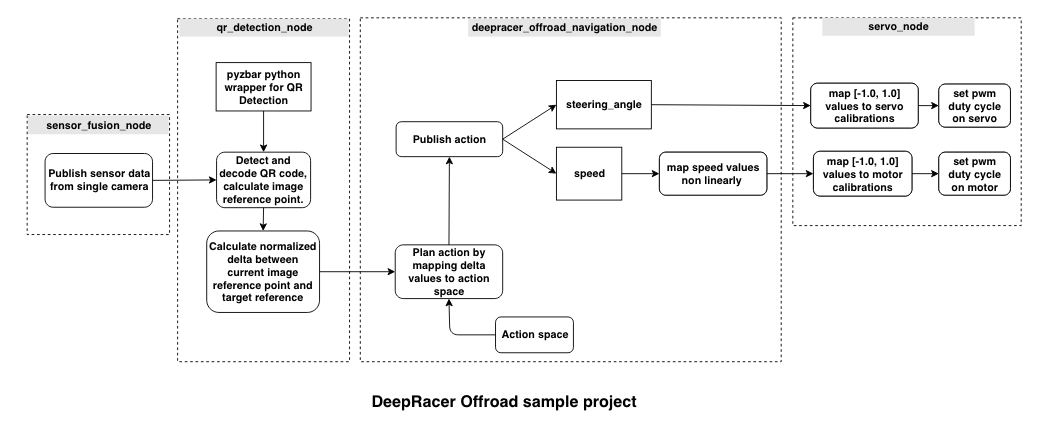 qr_detection_node
deepracer_offroad_navigation_node
servo_node
sensor_fusion_node
Publish sensor data
from single camera
pyzbar python
wrapper for QR
Detection
Detect and
decode QR code,
calculate image
reference point.
Calculate normalized
delta between
current image
reference point and
target reference
Publish action
steering_angle
speed
map speed values
non linearly
Plan action by
mapping delta
values to action
space
Action space
map [-1.0, 1.0]
values to servo
calibrations
set pwm
duty cycle
on servo
map [-1.0, 1.0]
values to motor
calibrations
set pwm
duty cycle
on motor
DeepRacer Offroad sample project